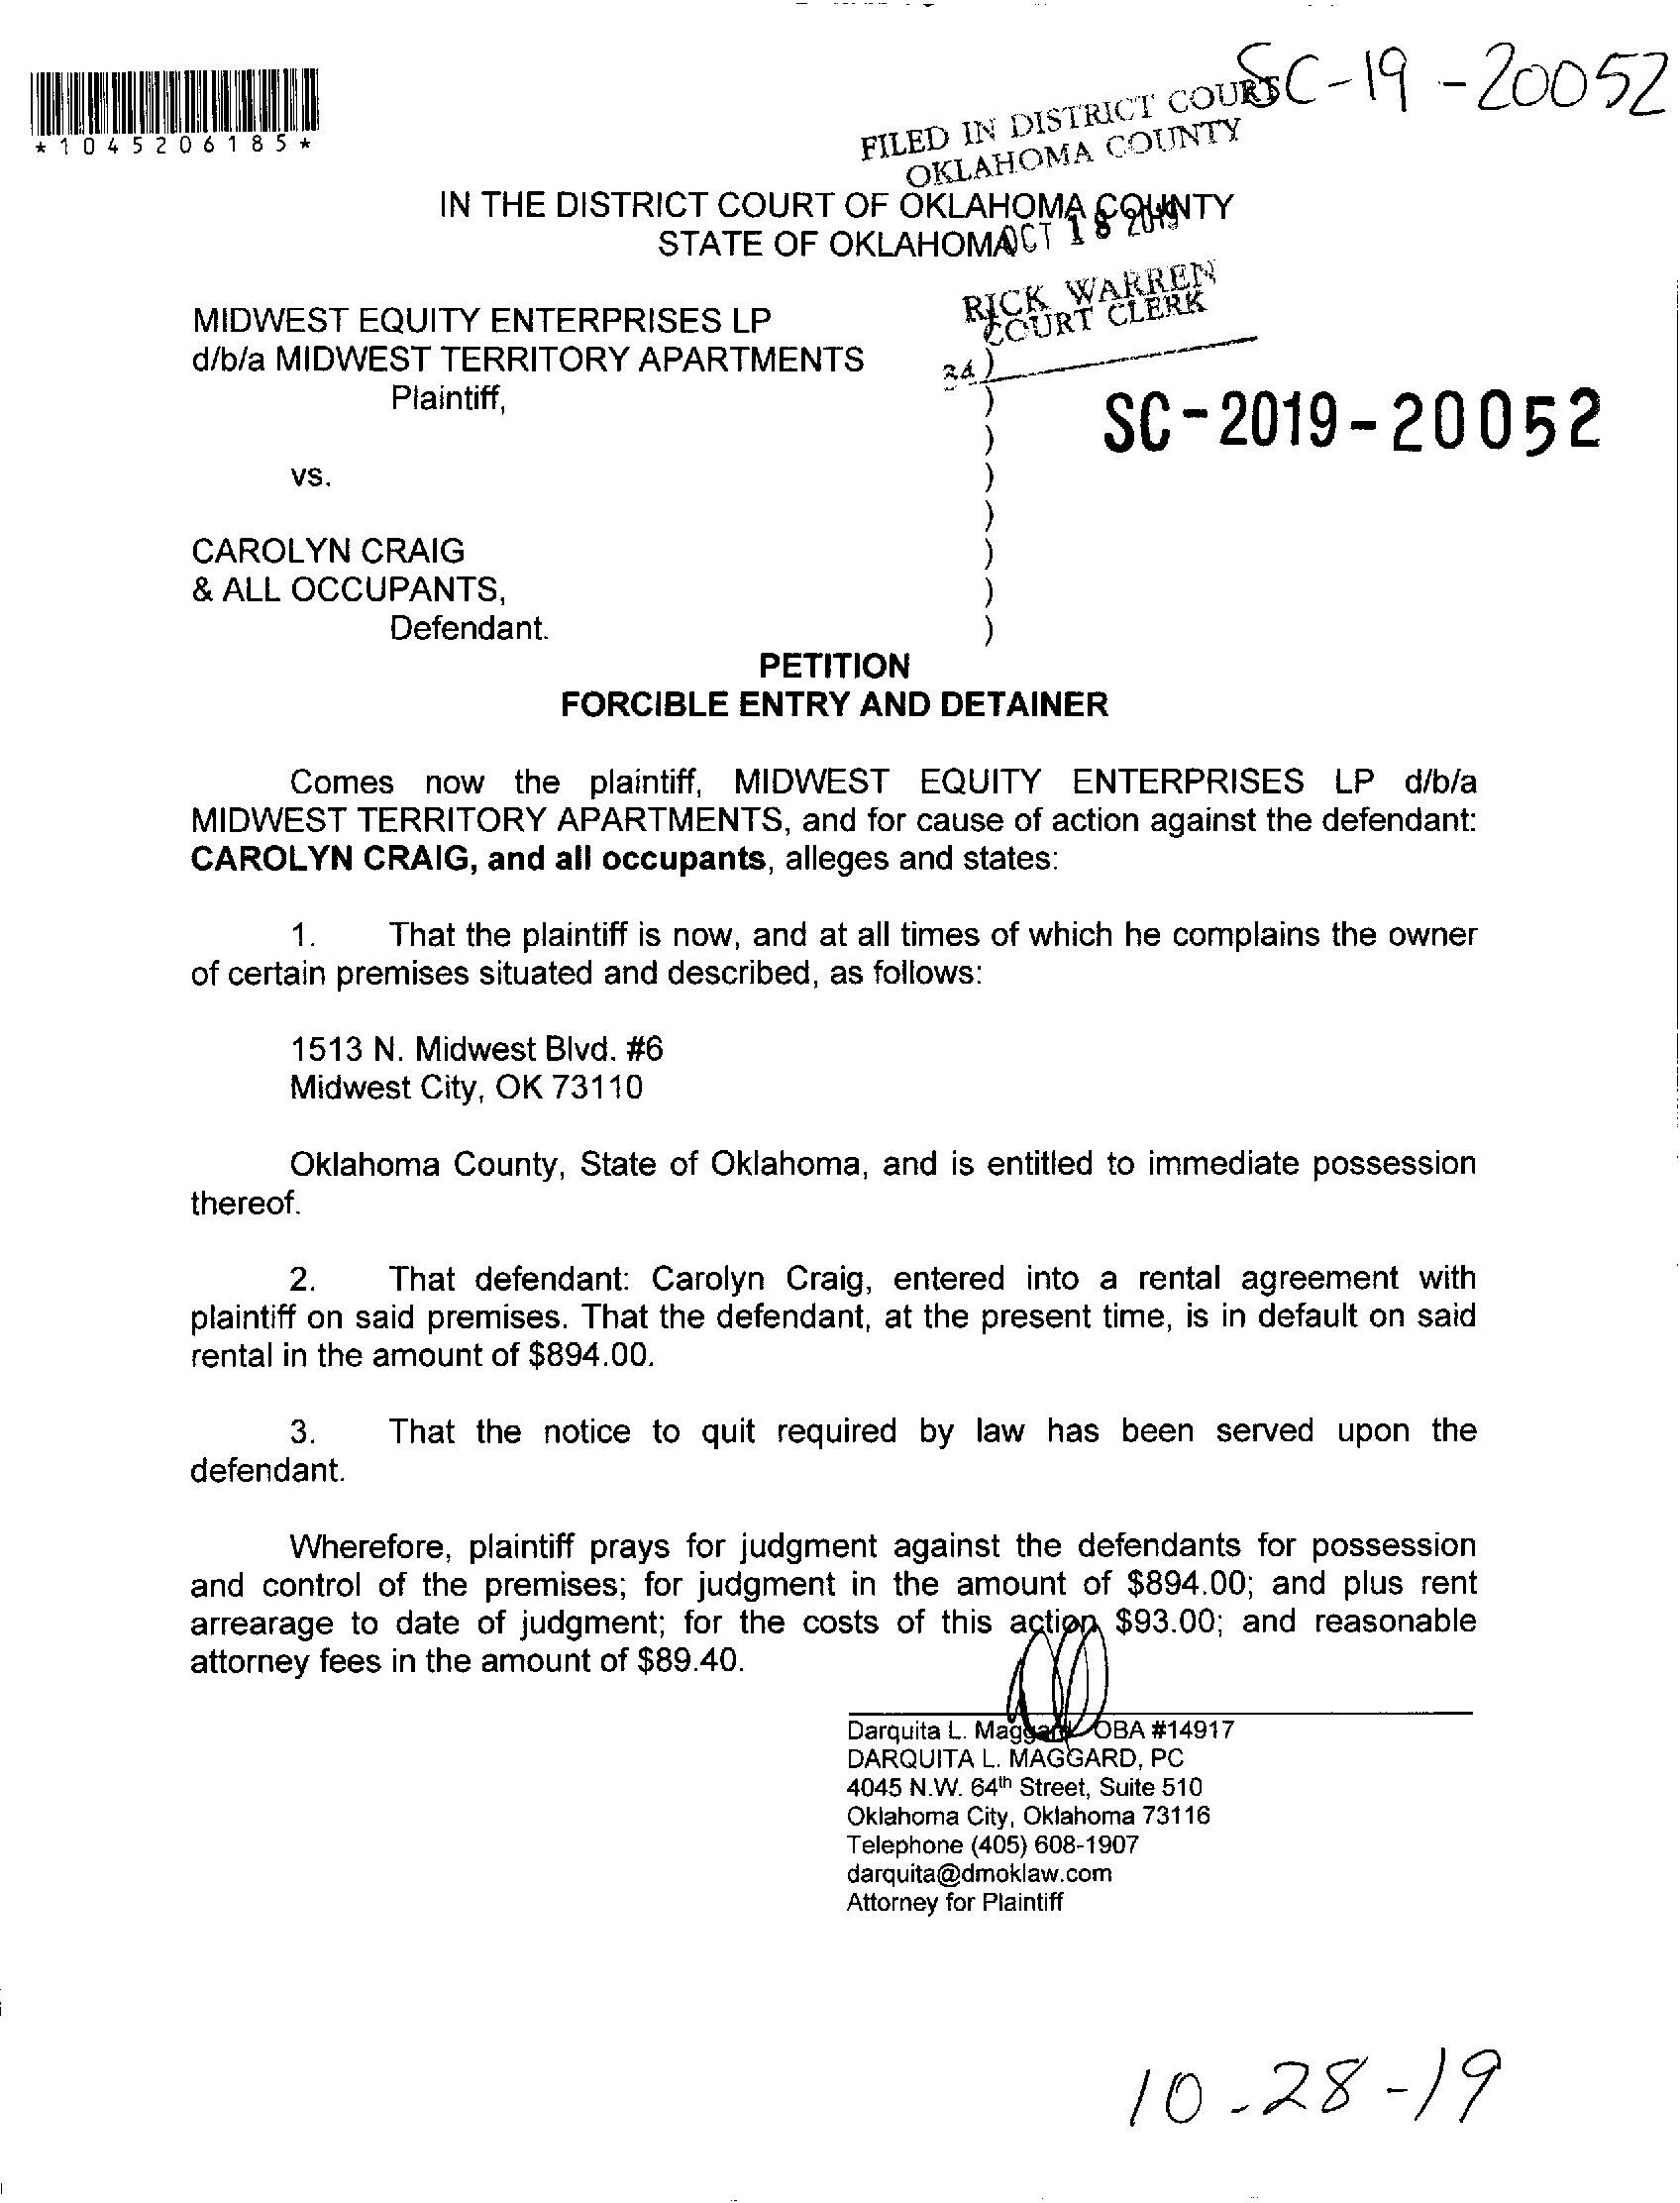 SC-19-20052
*1045206185*
FILED IN DISTRICT COURT
OKLAHOMA COUNTY
IN THE DISTRICT COURT OF OKLAHOMA COUNTY
STATE OF OKLAHOMA
OCT 18 2019
RICK WARREN
COURT CLERK
MIDWEST EQUITY ENTERPRISES LP
d/b/a MIDWEST TERRITORY APARTMENTS )
Plaintiff, )
SC-2019-20052
)
vs. )
)
CAROLYN CRAIG )
& ALL OCCUPANTS, )
Defendant. )
PETITION
FORCIBLE ENTRY AND DETAINER
Comes now the plaintiff, MIDWEST EQUITY ENTERPRISES LP d/b/a
MIDWEST TERRITORY APARTMENTS, and for cause of action against the defendant:
CAROLYN CRAIG, and all occupants, alleges and states:
1. That the plaintiff is now, and at all times of which he complains the owner
of certain premises situated and described, as follows:
1513 N. Midwest Blvd. #6
Midwest City, OK 73110
Oklahoma County, State of Oklahoma, and is entitled to immediate possession
thereof.
2. That defendant: Carolyn Craig, entered into a rental agreement with
plaintiff on said premises. That the defendant, at the present time, is in default on said
rental in the amount of $894.00.
3. That the notice to quit required by law has been served upon the
defendant.
Wherefore, plaintiff prays for judgment against the defendants for possession
and control of the premises; for judgment in the amount of $894.00; and plus rent
arrearage to date of judgment; for the costs of this action $93.00; and reasonable
attorney fees in the amount of $89.40.
Darquita L. Maggard OBA #14917
DARQUITA L. MAGGARD, PC
4045 N.W. 64th Street, Suite 510
Oklahoma City, Oklahoma 73116
Telephone (405) 608-1907
darquita@dmoklaw.com
Attorney for Plaintiff
10-28-19